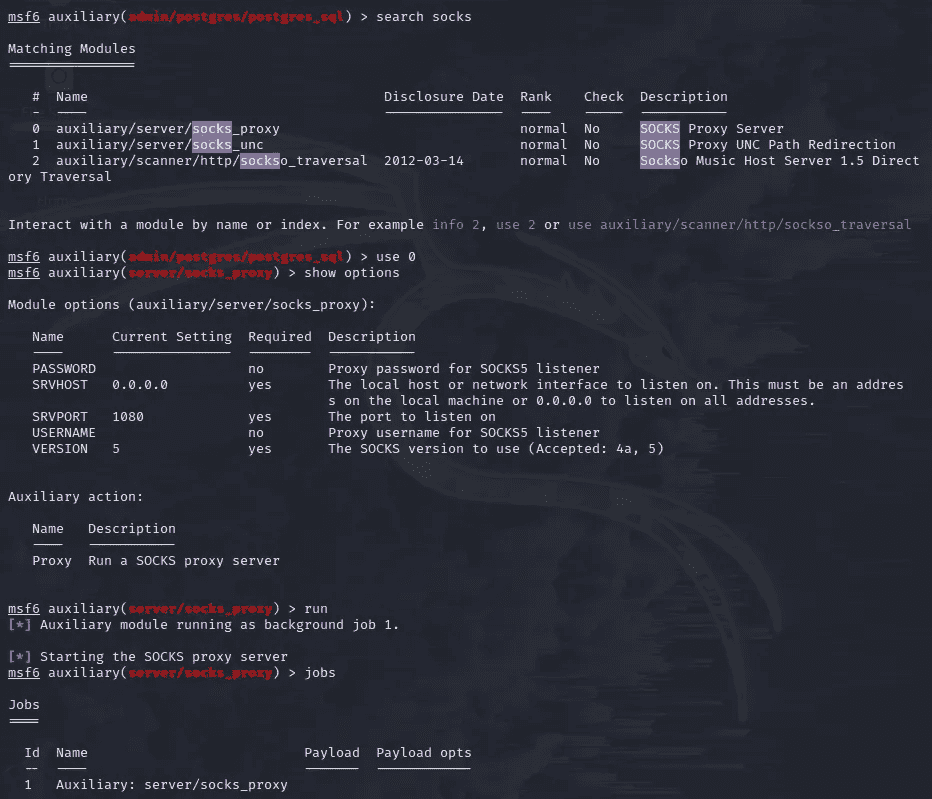 msf6 auxiliary(admin/postgres/postgres_sql) > search socks
Matching Modules
================
#  Name                                     Disclosure Date  Rank    Check  Description
-  ----                                     ---------------  ----    -----  -----------
0  auxiliary/server/socks_proxy                              normal  No     SOCKS Proxy Server
1  auxiliary/server/socks_unc                                normal  No     SOCKS Proxy UNC Path Redirection
2  auxiliary/scanner/http/sockso_traversal  2012-03-14       normal  No     Sockso Music Host Server 1.5 Direct
ory Traversal
Interact with a module by name or index. For example info 2, use 2 or use auxiliary/scanner/http/sockso_traversal
msf6 auxiliary(admin/postgres/postgres_sql) > use 0
msf6 auxiliary(server/socks_proxy) > show options
Module options (auxiliary/server/socks_proxy):
Name      Current Setting  Required  Description
----      ---------------  --------  -----------
PASSWORD                   no        Proxy password for SOCKS5 listener
SRVHOST   0.0.0.0          yes       The local host or network interface to listen on. This must be an addres
s on the local machine or 0.0.0.0 to listen on all addresses.
SRVPORT   1080             yes       The port to listen on
USERNAME                   no        Proxy username for SOCKS5 listener
VERSION   5                yes       The SOCKS version to use (Accepted: 4a, 5)
Auxiliary action:
Name   Description
----   -----------
Proxy  Run a SOCKS proxy server
msf6 auxiliary(server/socks_proxy) > run
[*] Auxiliary module running as background job 1.
[*] Starting the SOCKS proxy server
msf6 auxiliary(server/socks_proxy) > jobs
Jobs
====
Id  Name                           Payload  Payload opts
--  ----                           -------  ------------
1   Auxiliary: server/socks_proxy